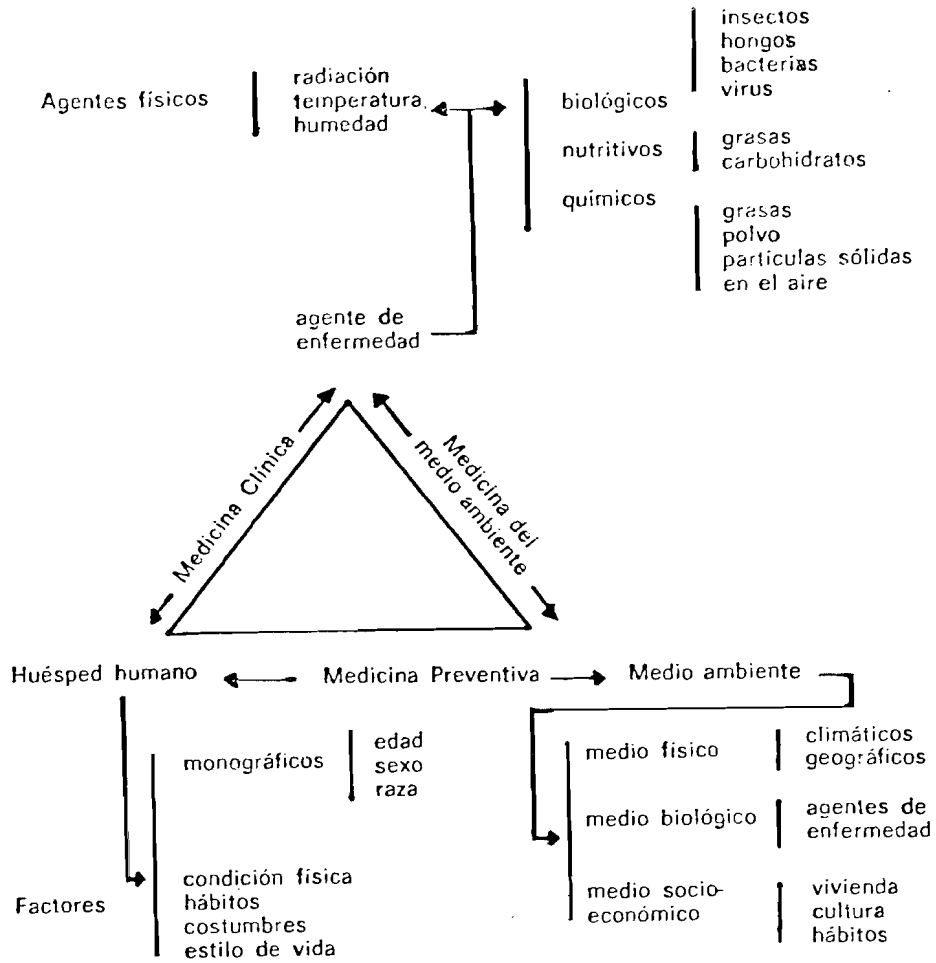 insectos
hongos
bacterias
virus
Agentes físicos
radiación
temperatura
humedad
biológicos
nutritivos
grasas
carbohidratos
químicos
grasas
polvo
partículas sólidas
en el aire
agente de
enfermedad
Medicina Clínica
Medicina del
medio ambiente
Huésped humano
Medicina Preventiva
Medio ambiente
monográficos
edad
sexo
raza
medio físico
climáticos
geográficos
medio biológico
agentes de
enfermedad
Factores
condición física
hábitos
costumbres
estilo de vida
medio socio-
económico
vivienda
cultura
hábitos